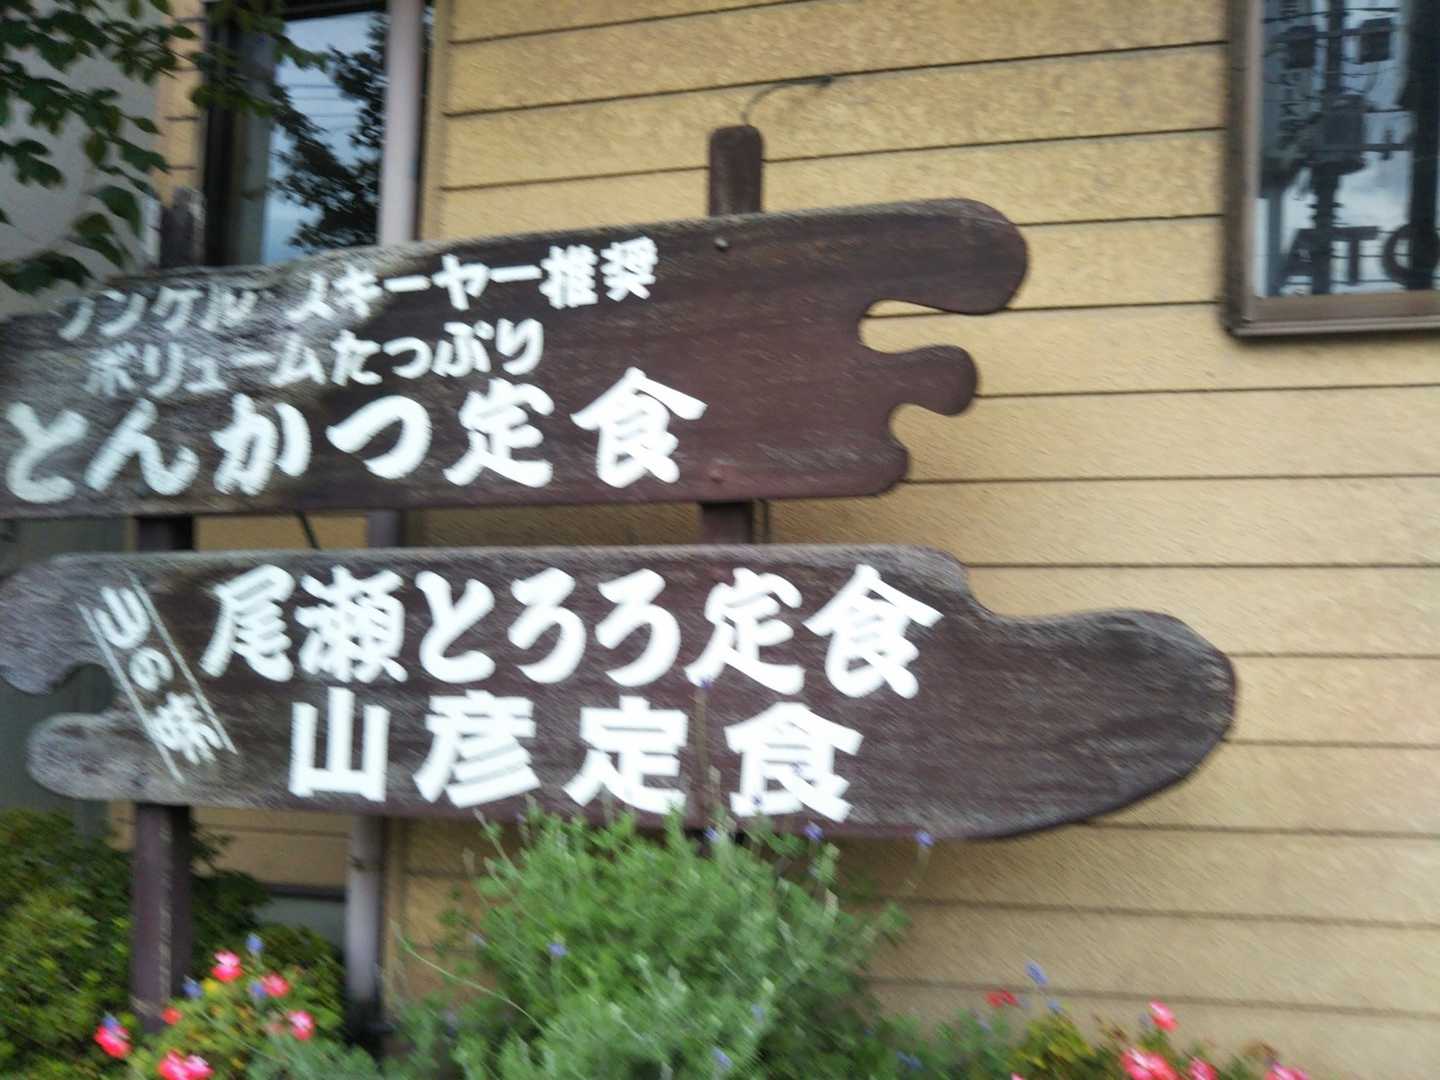 ノンケル スキーヤー推奨
ボリュームたっぷり
とんかつ定食
山の味
尾瀬とろろ定食
山彦定食